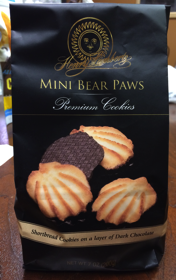 MINI BEAR PAWS
Premium Cookies
Shortbread Cookies on a layer of Dark Chocolate